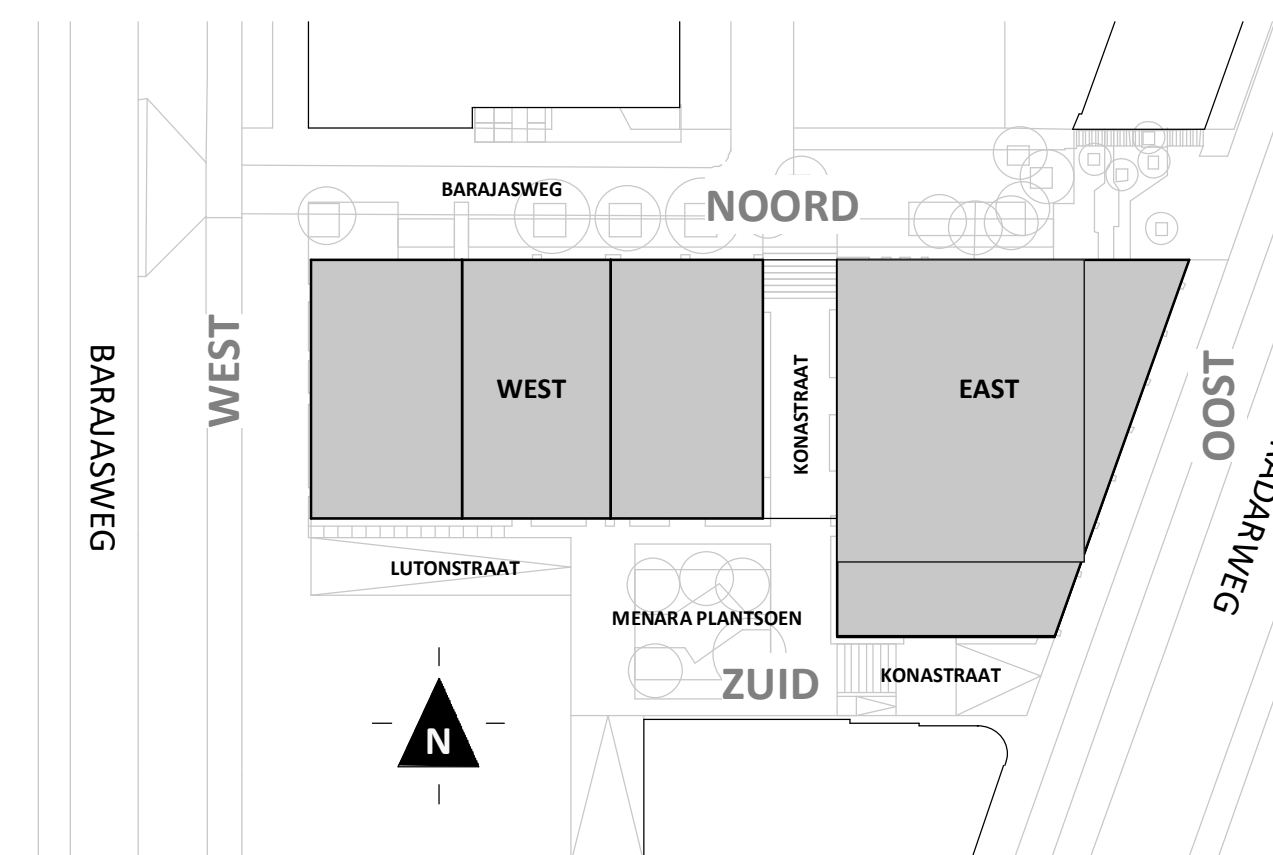 BARAJASWEG
NOORD
WEST
BARAJASWEG
WEST
KONASTRAAT
EAST
OOST
LUTONSTRAAT
MENARA PLANTSOEN
ZUID
KONASTRAAT
N